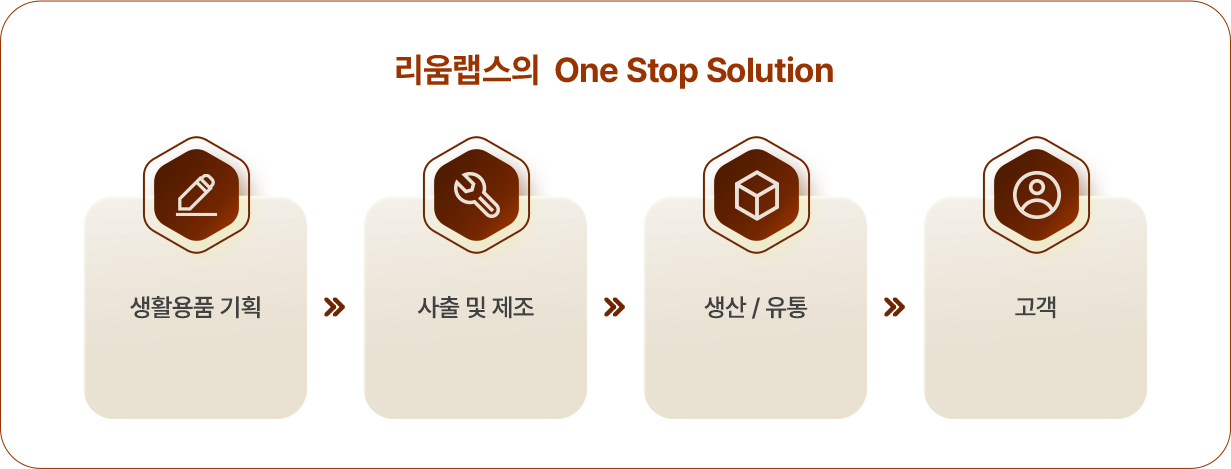 리움랩스의 One Stop Solution
생활용품 기획
사출 및 제조
생산 / 유통
고객